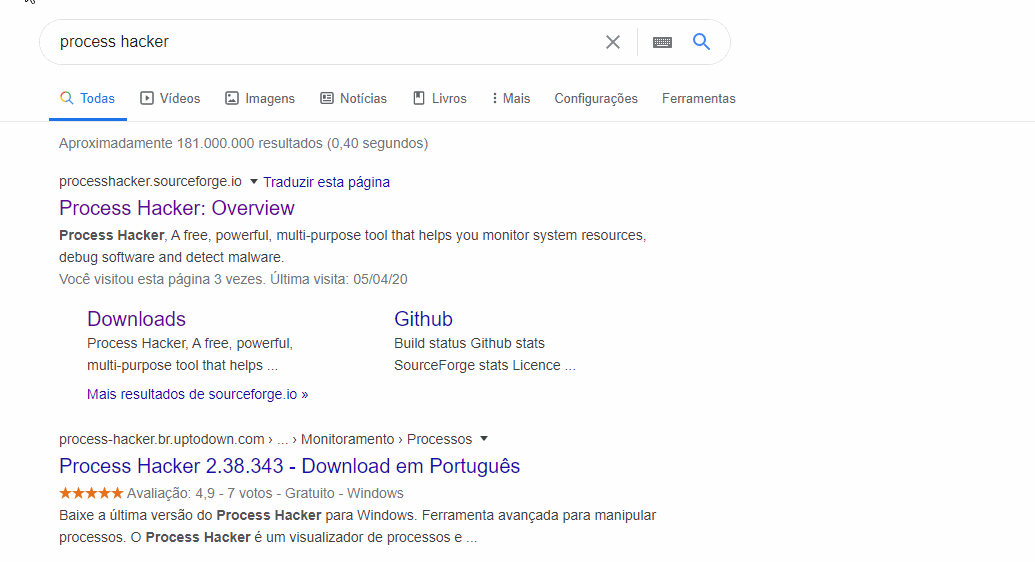 process hacker
Todas Vídeos Imagens Notícias Livros Mais Configurações Ferramentas
Aproximadamente 181.000.000 resultados (0,40 segundos)
processhacker.sourceforge.io ▼ Traduzir esta página
Process Hacker: Overview
Process Hacker, A free, powerful, multi-purpose tool that helps you monitor system resources,
debug software and detect malware.
Você visitou esta página 3 vezes. Última visita: 05/04/20
Downloads
Process Hacker, A free, powerful,
multi-purpose tool that helps ...
Github
Build status Github stats
SourceForge stats Licence ...
Mais resultados de sourceforge.io »
process-hacker.br.uptodown.com › ... › Monitoramento › Processos ▼
Process Hacker 2.38.343 - Download em Português
★★★★★ Avaliação: 4,9 - 7 votos - Gratuito - Windows
Baixe a última versão do Process Hacker para Windows. Ferramenta avançada para manipular
processos. O Process Hacker é um visualizador de processos e ...